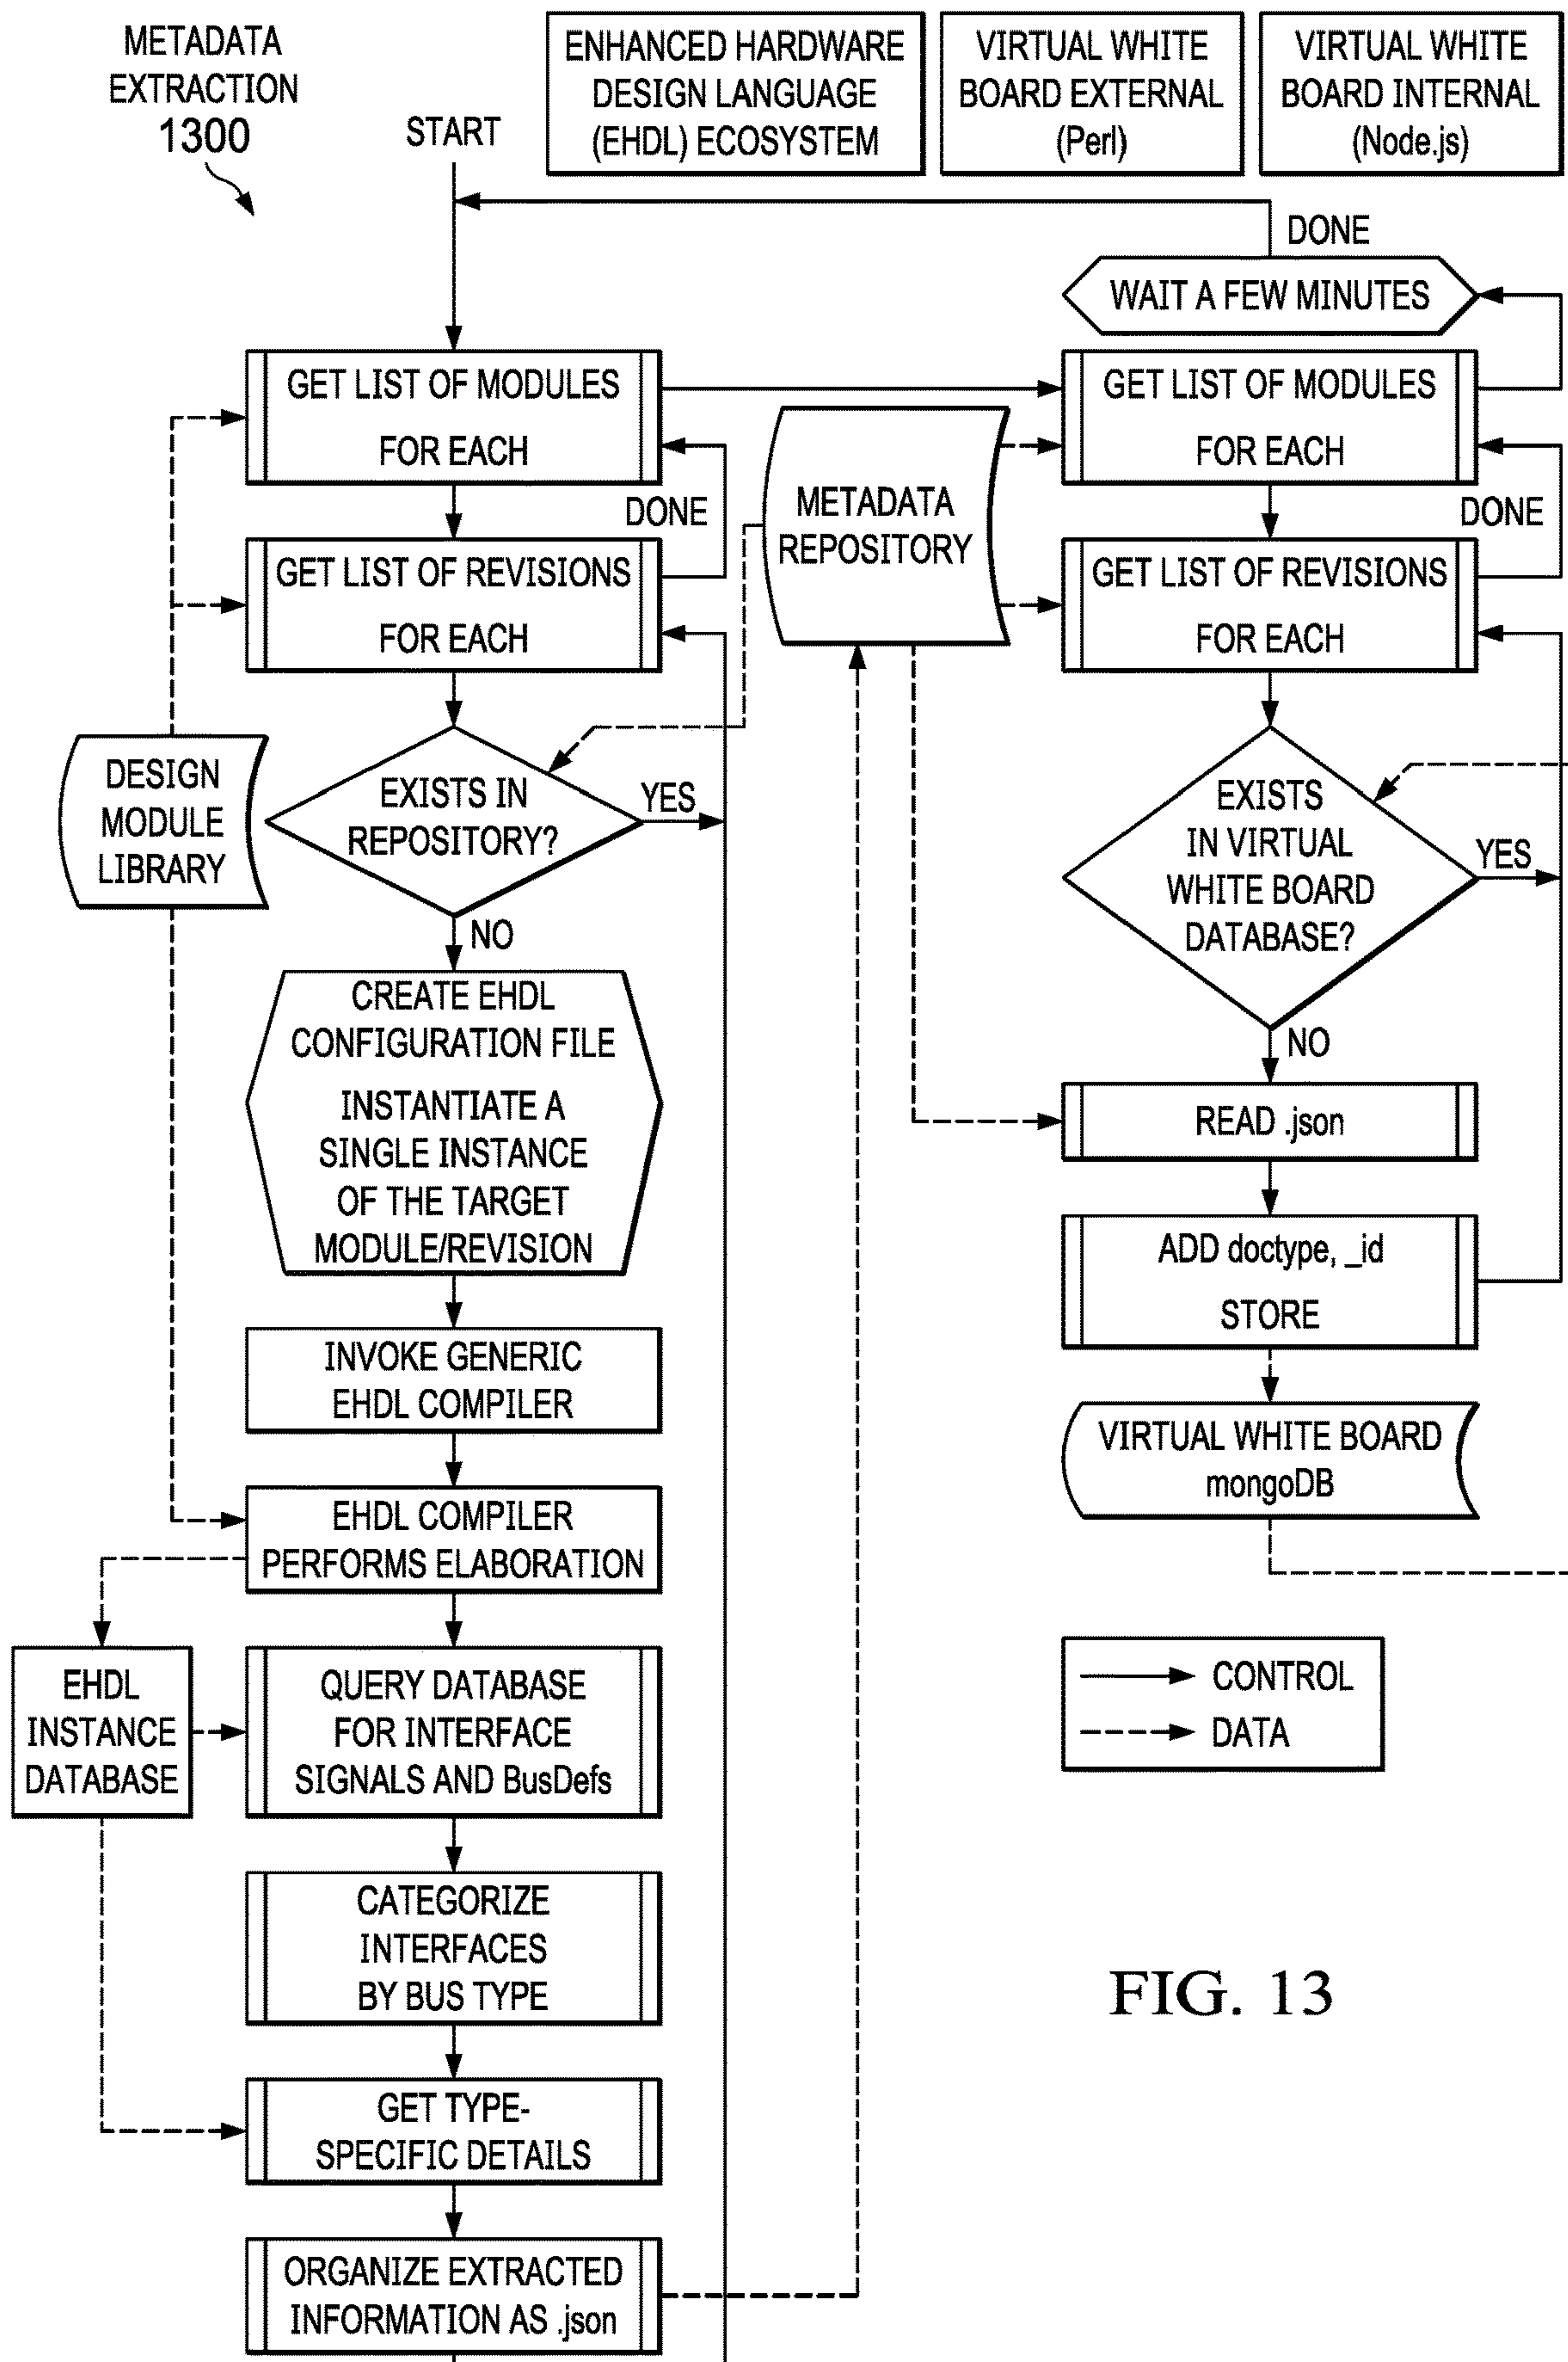 METADATA
EXTRACTION
1300
START
ENHANCED HARDWARE
DESIGN LANGUAGE
(EHDL) ECOSYSTEM
VIRTUAL WHITE
BOARD EXTERNAL
(Perl)
VIRTUAL WHITE
BOARD INTERNAL
(Node.js)
DONE
WAIT A FEW MINUTES
GET LIST OF MODULES
FOR EACH
DONE
GET LIST OF REVISIONS
FOR EACH
METADATA
REPOSITORY
GET LIST OF MODULES
FOR EACH
DONE
GET LIST OF REVISIONS
FOR EACH
DESIGN
MODULE
LIBRARY
EXISTS IN
REPOSITORY?
YES
NO
EXISTS
IN VIRTUAL
WHITE BOARD
DATABASE?
YES
NO
CREATE EHDL
CONFIGURATION FILE
INSTANTIATE A
SINGLE INSTANCE
OF THE TARGET
MODULE/REVISION
READ .json
ADD doctype, _id
STORE
INVOKE GENERIC
EHDL COMPILER
VIRTUAL WHITE BOARD
mongoDB
EHDL COMPILER
PERFORMS ELABORATION
EHDL
INSTANCE
DATABASE
QUERY DATABASE
FOR INTERFACE
SIGNALS AND BusDefs
CONTROL
DATA
CATEGORIZE
INTERFACES
BY BUS TYPE
FIG. 13
GET TYPE-
SPECIFIC DETAILS
ORGANIZE EXTRACTED
INFORMATION AS .json